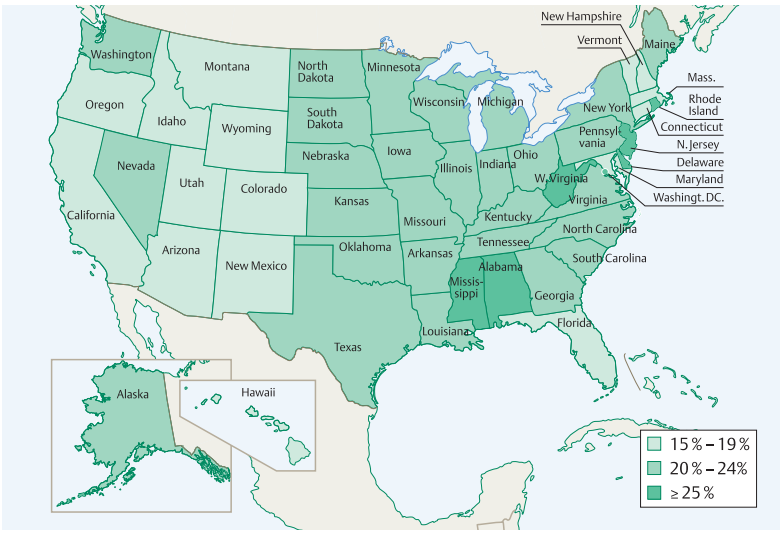 New Hampshire
Vermont
Maine
Washington
Montana
North
Dakota
Minnesota
Mass.
Oregon
Idaho
Wyoming
South
Dakota
Wisconsin
Michigan
New York
Rhode
Island
Connecticut
Pennsyl-
vania
N. Jersey
Nevada
Nebraska
Iowa
Illinois
Indiana
Ohio
Delaware
Utah
Colorado
W. Virginia
Maryland
California
Kansas
Missouri
Kentucky
Virginia
Washingt. DC.
Arizona
New Mexico
Oklahoma
Arkansas
Tennessee
North Carolina
South Carolina
Missis-
sippi
Alabama
Georgia
Texas
Louisiana
Florida
Alaska
Hawaii
15 % – 19 %
20 % – 24 %
≥ 25 %